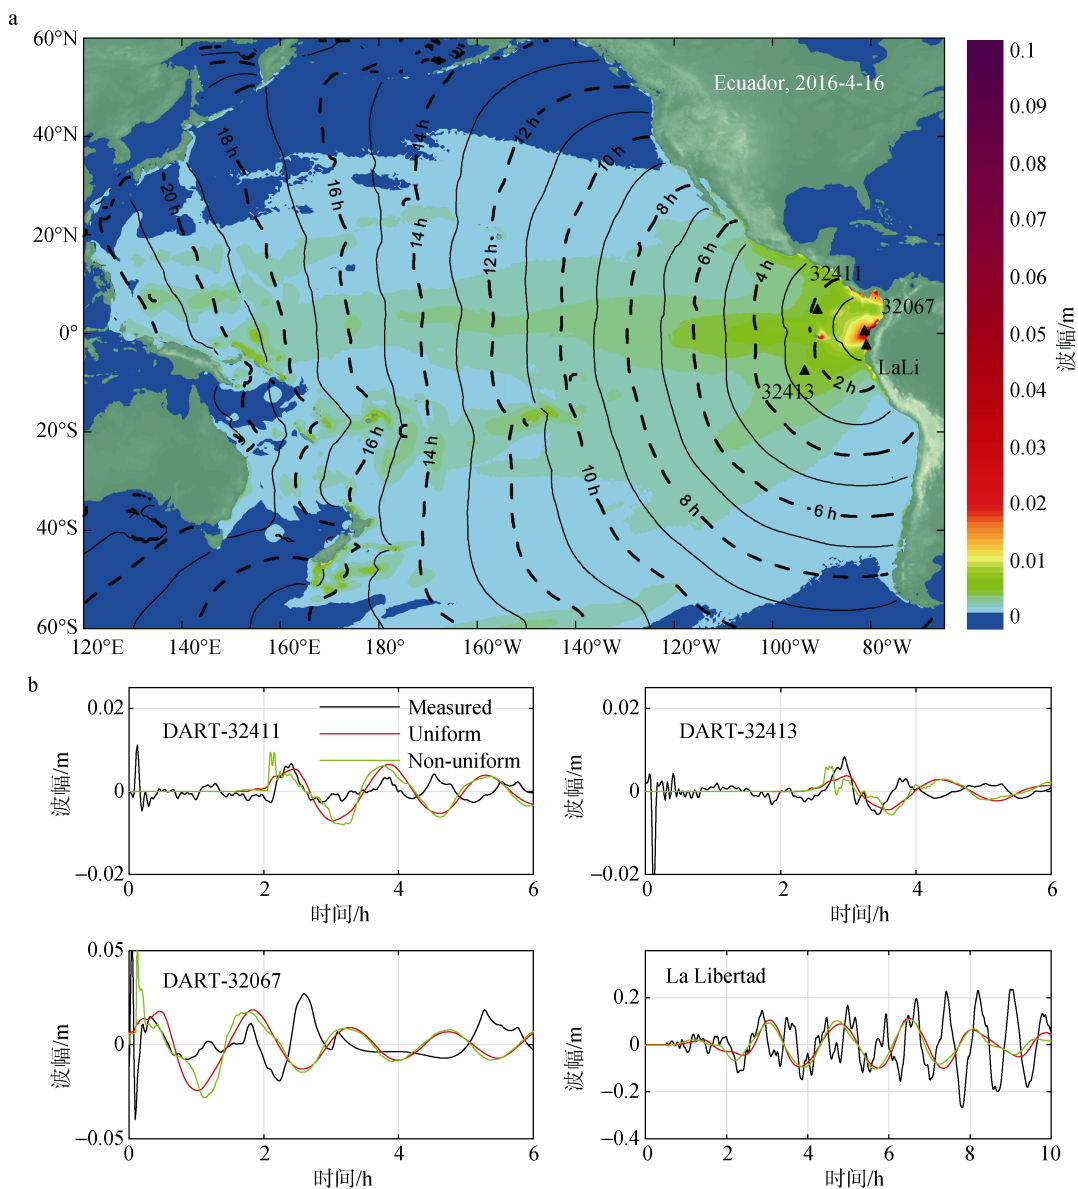 a
60°N
40°N
20°N
0°
20°S
40°S
60°S
120°E
140°E
160°E
180°
160°W
140°W
120°W
100°W
80°W
Ecuador, 2016-4-16
18 h
20 h
16 h
14 h
12 h
10 h
8 h
6 h
4 h
14 h
12 h
16 h
14 h
10 h
8 h
6 h
2 h
32411
32067
LaLi
32413
0.1
0.09
0.08
0.07
0.06
0.05
0.04
0.03
0.02
0.01
0
波幅/m
b
0.02
0
−0.02
波幅/m
DART-32411
Measured
Uniform
Non-uniform
0 2 4 6
时间/h
0.02
0
−0.02
波幅/m
DART-32413
0 2 4 6
时间/h
0.05
0
−0.05
波幅/m
DART-32067
0 2 4 6
时间/h
0.2
0
−0.2
−0.4
波幅/m
La Libertad
0 2 4 6 8 10
时间/h